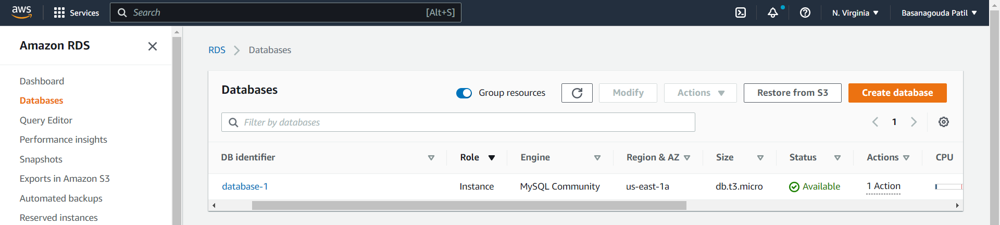 aws Services Search [Alt+S] N. Virginia Basanagouda Patil
Amazon RDS
Dashboard
Databases
Query Editor
Performance insights
Snapshots
Exports in Amazon S3
Automated backups
Reserved instances
RDS Databases
Databases Group resources Modify Actions Restore from S3 Create database
Filter by databases 1
DB identifier Role Engine Region & AZ Size Status Actions CPU
database-1 Instance MySQL Community us-east-1a db.t3.micro Available 1 Action